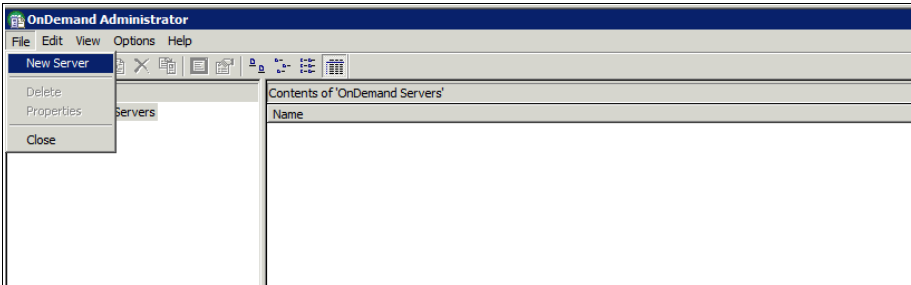 OnDemand Administrator
File Edit View Options Help
New Server
Delete
Properties
Close
Servers
Contents of 'OnDemand Servers'
Name